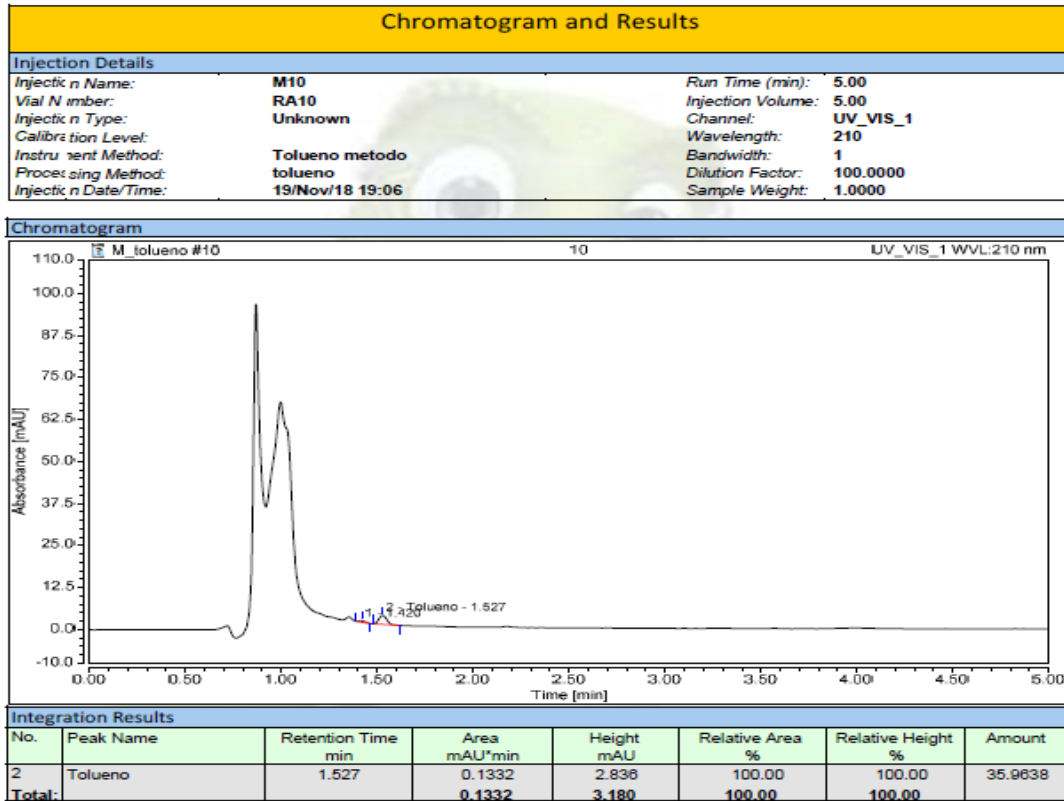 Chromatogram and Results
Injection Details
Injectic n Name: M10 Run Time (min): 5.00
Vial N imber: RA10 Injection Volume: 5.00
Injectic n Type: Unknown Channel: UV_VIS_1
Calibra tion Level: Wavelength: 210
Instru nent Method: Tolueno metodo Bandwidth: 1
Proces sing Method: tolueno Dilution Factor: 100.0000
Injectic n Date/Time: 19/Nov/18 19:06 Sample Weight: 1.0000
Chromatogram
M_tolueno #10 10 UV_VIS_1 WVL:210 nm
110.0
100.0
87.5
75.0
62.5
50.0
37.5
25.0
12.5
0.0
-10.0
Absorbance [mAU]
2 - Tolueno - 1.527
1 - 1.420
0.00 0.50 1.00 1.50 2.00 2.50 3.00 3.50 4.00 4.50 5.00
Time [min]
Integration Results
No. Peak Name Retention Time Area Height Relative Area Relative Height Amount
min mAU*min mAU % %
2 Tolueno 1.527 0.1332 2.836 100.00 100.00 35.9638
Total: 0.1332 3.180 100.00 100.00